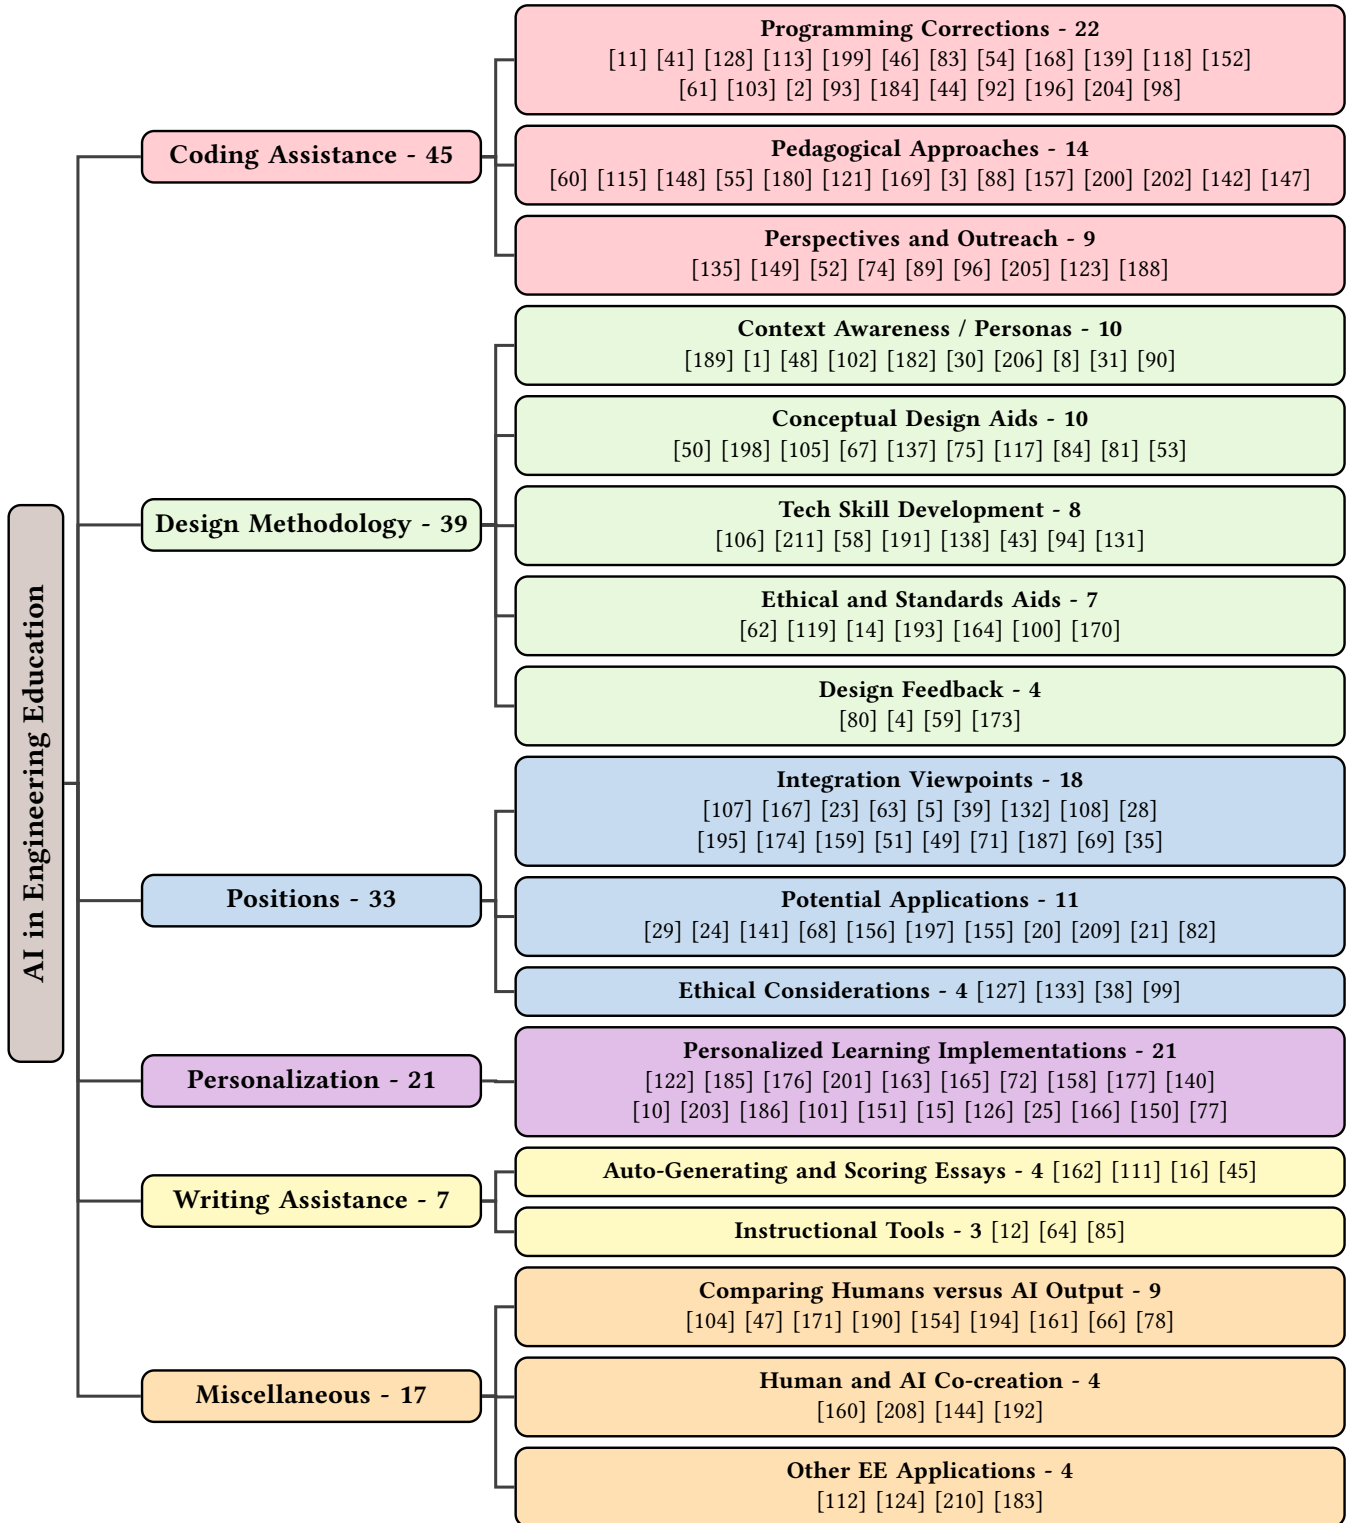 AI in Engineering Education
Coding Assistance - 45
Programming Corrections - 22
[11] [41] [128] [113] [199] [46] [83] [54] [168] [139] [118] [152]
[61] [103] [2] [93] [184] [44] [92] [196] [204] [98]
Pedagogical Approaches - 14
[60] [115] [148] [55] [180] [121] [169] [3] [88] [157] [200] [202] [142] [147]
Perspectives and Outreach - 9
[135] [149] [52] [74] [89] [96] [205] [123] [188]
Design Methodology - 39
Context Awareness / Personas - 10
[189] [1] [48] [102] [182] [30] [206] [8] [31] [90]
Conceptual Design Aids - 10
[50] [198] [105] [67] [137] [75] [117] [84] [81] [53]
Tech Skill Development - 8
[106] [211] [58] [191] [138] [43] [94] [131]
Ethical and Standards Aids - 7
[62] [119] [14] [193] [164] [100] [170]
Design Feedback - 4
[80] [4] [59] [173]
Positions - 33
Integration Viewpoints - 18
[107] [167] [23] [63] [5] [39] [132] [108] [28]
[195] [174] [159] [51] [49] [71] [187] [69] [35]
Potential Applications - 11
[29] [24] [141] [68] [156] [197] [155] [20] [209] [21] [82]
Ethical Considerations - 4 [127] [133] [38] [99]
Personalization - 21
Personalized Learning Implementations - 21
[122] [185] [176] [201] [163] [165] [72] [158] [177] [140]
[10] [203] [186] [101] [151] [15] [126] [25] [166] [150] [77]
Writing Assistance - 7
Auto-Generating and Scoring Essays - 4 [162] [111] [16] [45]
Instructional Tools - 3 [12] [64] [85]
Miscellaneous - 17
Comparing Humans versus AI Output - 9
[104] [47] [171] [190] [154] [194] [161] [66] [78]
Human and AI Co-creation - 4
[160] [208] [144] [192]
Other EE Applications - 4
[112] [124] [210] [183]